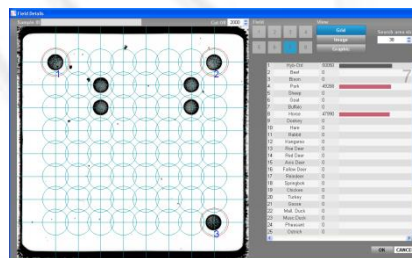 Field Details
Sample ID
Cut Off 2000
Field
View
Grid
Image
Graphic
Search area size
1
2
3
7
1 Hyb-Ctrl
2 Beef 0
3 Bison 0
4 Pork
5 Sheep 0
6 Goat 0
7 Buffalo 0
8 Horse
9 Donkey 0
10 Hare 0
11 Rabbit 0
12 Kangaroo 0
13 Roe Deer 0
14 Red Deer 0
15 Axis Deer 0
16 Fallow Deer 0
17 Reindeer 0
18 Springbok 0
19 Chicken 0
20 Turkey 0
21 Goose 0
22 Mall. Duck 0
23 Musc Duck 0
24 Pheasant 0
25 Ostrich 0
OK CANCEL